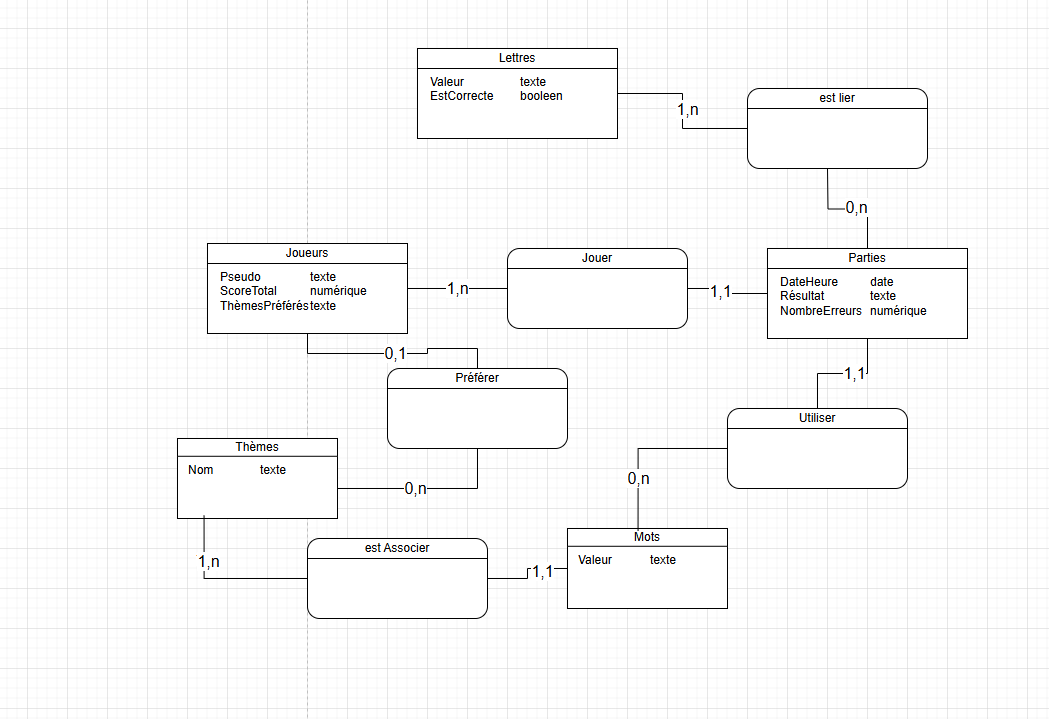 Lettres
Valeur texte
EstCorrecte booleen
1,n
est lier
0,n
Joueurs
Pseudo texte
ScoreTotal numérique
ThèmesPréférés texte
1,n
Jouer
1,1
Parties
DateHeure date
Résultat texte
NombreErreurs numérique
0,1
Préférer
1,1
Utiliser
Thèmes
Nom texte
0,n
0,n
1,n
est Associer
1,1
Mots
Valeur texte